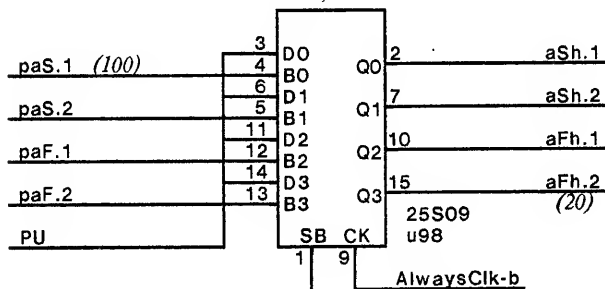 3 D0
paS.1 (100) 4 B0 Q0 2 aSh.1
6 D1
paS.2 5 B1 Q1 7 aSh.2
11 D2
paF.1 12 B2 Q2 10 aFh.1
14 D3
paF.2 13 B3 Q3 15 aFh.2
(20)
25S09
PU SB CK u98
1 9
AlwaysClk-b